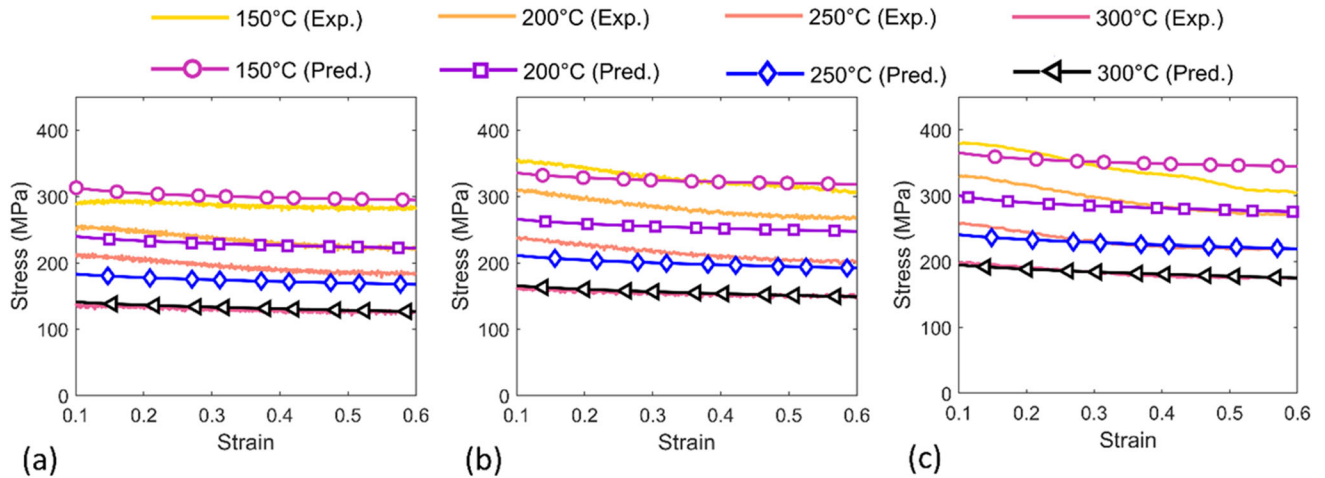 150°C (Exp.) 200°C (Exp.) 250°C (Exp.) 300°C (Exp.)
150°C (Pred.) 200°C (Pred.) 250°C (Pred.) 300°C (Pred.)
Stress (MPa)
400
300
200
100
0
0.1 0.2 0.3 0.4 0.5 0.6
Strain
(a)
Stress (MPa)
400
300
200
100
0
0.1 0.2 0.3 0.4 0.5 0.6
Strain
(b)
Stress (MPa)
400
300
200
100
0
0.1 0.2 0.3 0.4 0.5 0.6
Strain
(c)